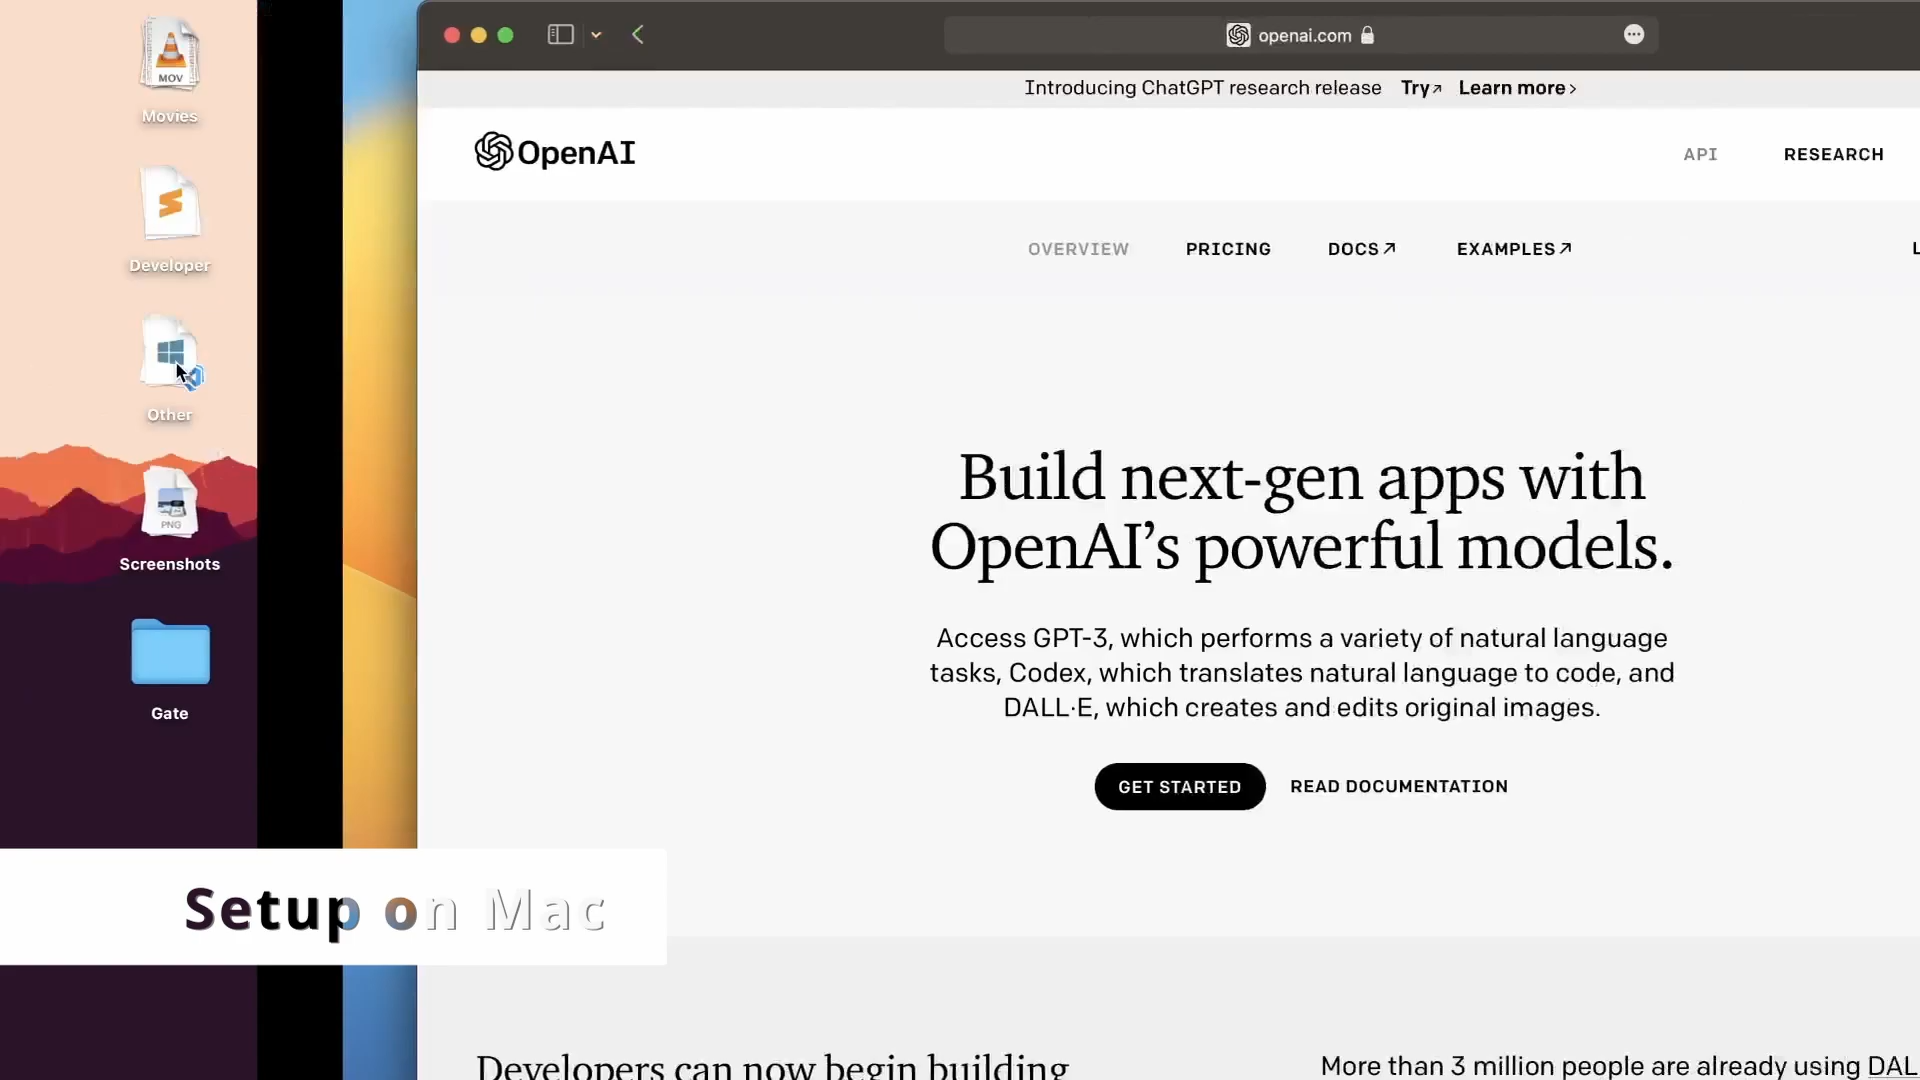 MOV
Movies
Developer
Other
PNG
Screenshots
Gate
openai.com
Introducing ChatGPT research release Try↗ Learn more ›
OpenAI
API RESEARCH
OVERVIEW PRICING DOCS↗ EXAMPLES↗
Build next-gen apps with
OpenAI’s powerful models.
Access GPT-3, which performs a variety of natural language
tasks, Codex, which translates natural language to code, and
DALL·E, which creates and edits original images.
GET STARTED READ DOCUMENTATION
Setup on Mac
Developers can now begin building
More than 3 million people are already using DAL